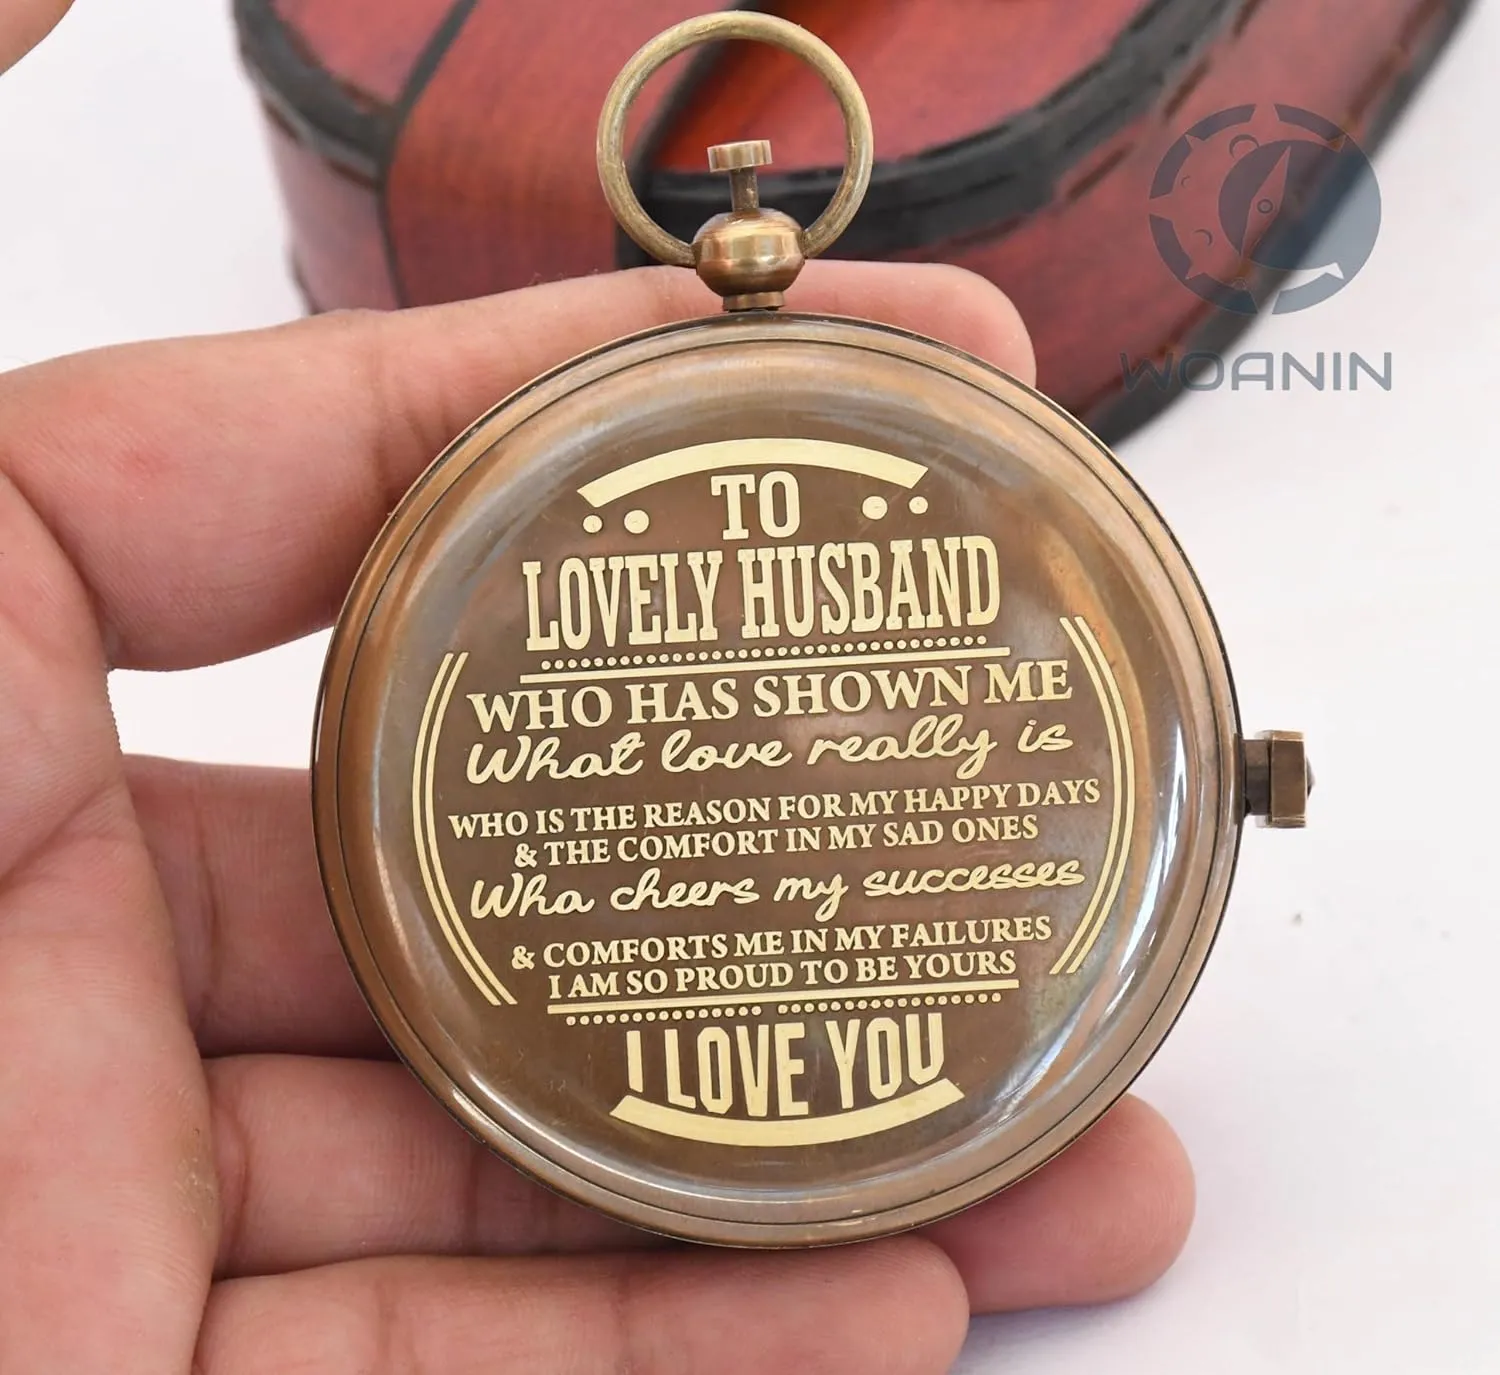 TO
LOVELY HUSBAND
WHO HAS SHOWN ME
What love really is
WHO IS THE REASON FOR MY HAPPY DAYS
& THE COMFORT IN MY SAD ONES
Who cheers my successes
& COMFORTS ME IN MY FAILURES
I AM SO PROUD TO BE YOURS
I LOVE YOU
WOANIN